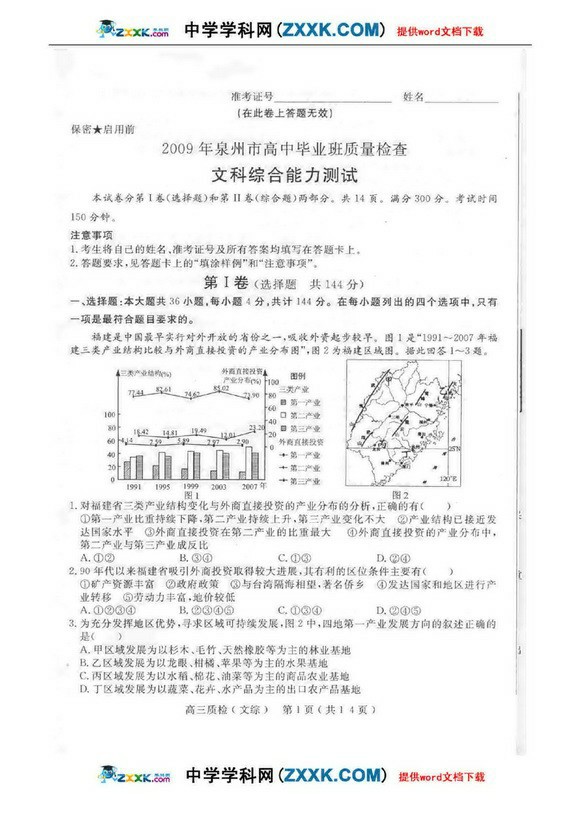 ZXXK.COM 中学学科网(ZXXK.COM) 提供word文档下载
准考证号 姓名
(在此卷上答题无效)
保密★启用前
2009年泉州市高中毕业班质量检查
文科综合能力测试
本试卷分第Ⅰ卷(选择题)和第Ⅱ卷(综合题)两部分。共14页。满分300分。考试时间
150分钟。
注意事项
1.考生将自己的姓名、准考证号及所有答案均填写在答题卡上。
2.答题要求,见答题卡上的“填涂样例”和“注意事项”。
第Ⅰ卷(选择题 共144分)
一、选择题:本大题共36小题,每小题4分,共计144分。在每小题列出的四个选项中,只有
一项是最符合题目要求的。
福建是中国最早实行对外开放的省份之一,吸收外资起步较早。图1是“1991~2007年福
建三类产业结构比较与外商直接投资的产业分布图”,图2为福建区域图。据此回答1~3题。
三类产业结构(%) 外商直接投资产业分布(%) 图例
77.44 82.61 74.62 85.02 73.90
三类产业
第一产业
第二产业
第三产业
外商直接投资
第一产业
第二产业
第三产业
16.42 14.81 19.49 12.01 23.20
4.14 2.59 5.89 2.97 2.90
100 80 60 40 20 0
100 80 60 40 20 0
1991 1995 1999 2003 2007 年
图1
25°N
120°E
图2
1.对福建省三类产业结构变化与外商直接投资的产业分布的分析,正确的有( )
①第一产业比重持续下降,第二产业持续上升,第三产业变化不大 ②产业结构已接近发
达国家水平 ③外商直接投资在第二产业的比重最大 ④外商直接投资的产业分布中,
第二产业与第三产业成反比
A.①② B.③④ C.①③ D.②④
2.90年代以来福建省吸引外商投资取得较大进展,其有利的区位条件主要有( )
①矿产资源丰富 ②政府政策 ③与台湾隔海相望,著名侨乡 ④发达国家和地区进行产
业转移 ⑤劳动力丰富,地价较低
A.①②③④ B.②③④⑤ C.①③④⑤ D.②④⑤
3.为充分发挥地区优势,寻求区域可持续发展,图2中,四地第一产业发展方向的叙述正确的
是( )
A.甲区域发展为以杉木、毛竹、天然橡胶等为主的林业基地
B.乙区域发展为以龙眼、柑橘、苹果等为主的水果基地
C.丙区域发展为以水稻、棉花、油菜等为主的商品农业基地
D.丁区域发展为以蔬菜、花卉、水产品为主的出口农产品基地
高三质检(文综) 第1页(共14页)
ZXXK.COM 中学学科网(ZXXK.COM) 提供word文档下载